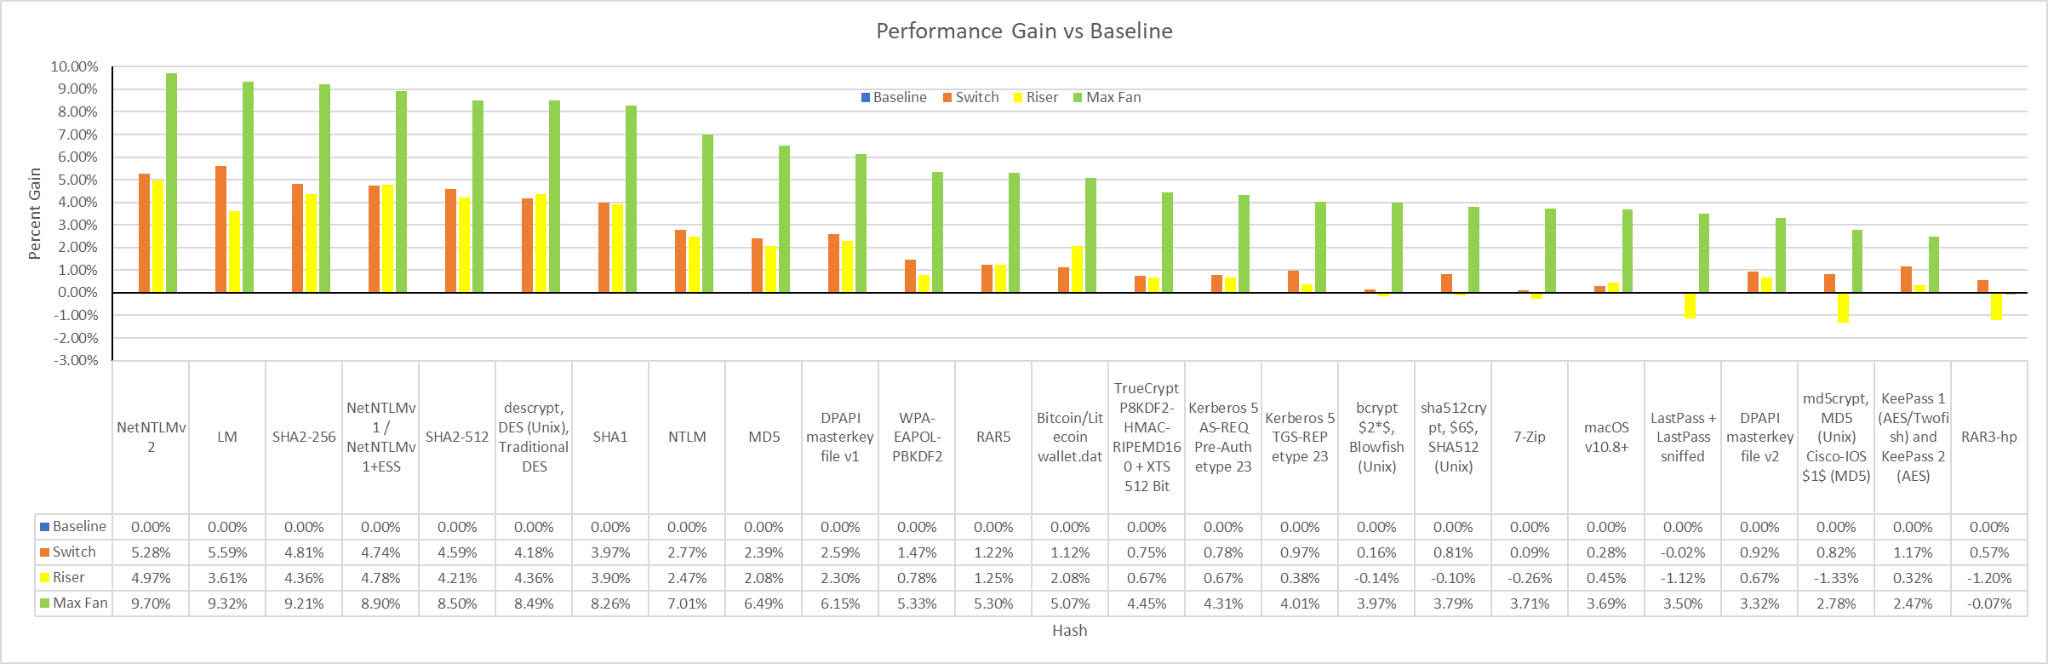 Performance Gain vs Baseline
10.00%
9.00%
8.00%
7.00%
6.00%
5.00%
4.00%
3.00%
2.00%
1.00%
0.00%
-1.00%
-2.00%
-3.00%
Percent Gain
Baseline Switch Riser Max Fan
NetNTLMv
2
LM
SHA2-256
NetNTLMv
1 /
NetNTLMv
1+ESS
SHA2-512
descrypt,
DES (Unix),
Traditional
DES
SHA1
NTLM
MD5
DPAPI
masterkey
file v1
WPA-
EAPOL-
PBKDF2
RAR5
Bitcoin/Lit
ecoin
wallet.dat
TrueCrypt
P8KDF2-
HMAC-
RIPEMD16
0 + XTS
512 Bit
Kerberos 5
AS-REQ
Pre-Auth
etype 23
Kerberos 5
TGS-REP
etype 23
bcrypt
$2*$,
Blowfish
(Unix)
sha512cry
pt, $6$,
SHA512
(Unix)
7-Zip
macOS
v10.8+
LastPass +
LastPass
sniffed
DPAPI
masterkey
file v2
md5crypt,
MD5
(Unix)
Cisco-IOS
$1$ (MD5)
KeePass 1
(AES/Twofi
sh) and
KeePass 2
(AES)
RAR3-hp
Baseline 0.00% 0.00% 0.00% 0.00% 0.00% 0.00% 0.00% 0.00% 0.00% 0.00% 0.00% 0.00% 0.00% 0.00% 0.00% 0.00% 0.00% 0.00% 0.00% 0.00% 0.00% 0.00% 0.00% 0.00% 0.00%
Switch 5.28% 5.59% 4.81% 4.74% 4.59% 4.18% 3.97% 2.77% 2.39% 2.59% 1.47% 1.22% 1.12% 0.75% 0.78% 0.97% 0.16% 0.81% 0.09% 0.28% -0.02% 0.92% 0.82% 1.17% 0.57%
Riser 4.97% 3.61% 4.36% 4.78% 4.21% 4.36% 3.90% 2.47% 2.08% 2.30% 0.78% 1.25% 2.08% 0.67% 0.67% 0.38% -0.14% -0.10% -0.26% 0.45% -1.12% 0.67% -1.33% 0.32% -1.20%
Max Fan 9.70% 9.32% 9.21% 8.90% 8.50% 8.49% 8.26% 7.01% 6.49% 6.15% 5.33% 5.30% 5.07% 4.45% 4.31% 4.01% 3.97% 3.79% 3.71% 3.69% 3.50% 3.32% 2.78% 2.47% -0.07%
Hash